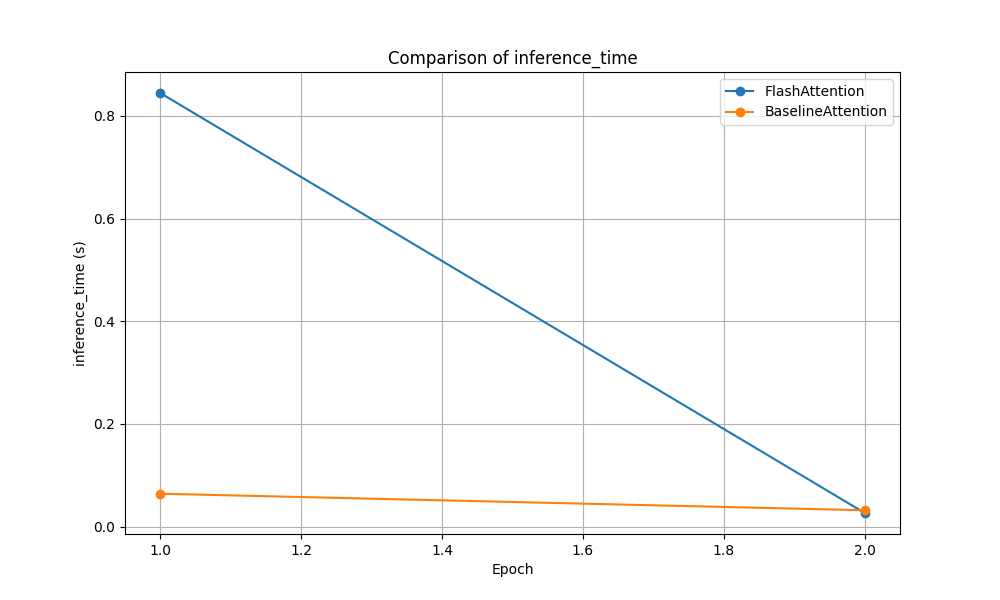 Comparison of inference_time
FlashAttention
BaselineAttention
inference_time (s)
0.8
0.6
0.4
0.2
0.0
1.0 1.2 1.4 1.6 1.8 2.0
Epoch